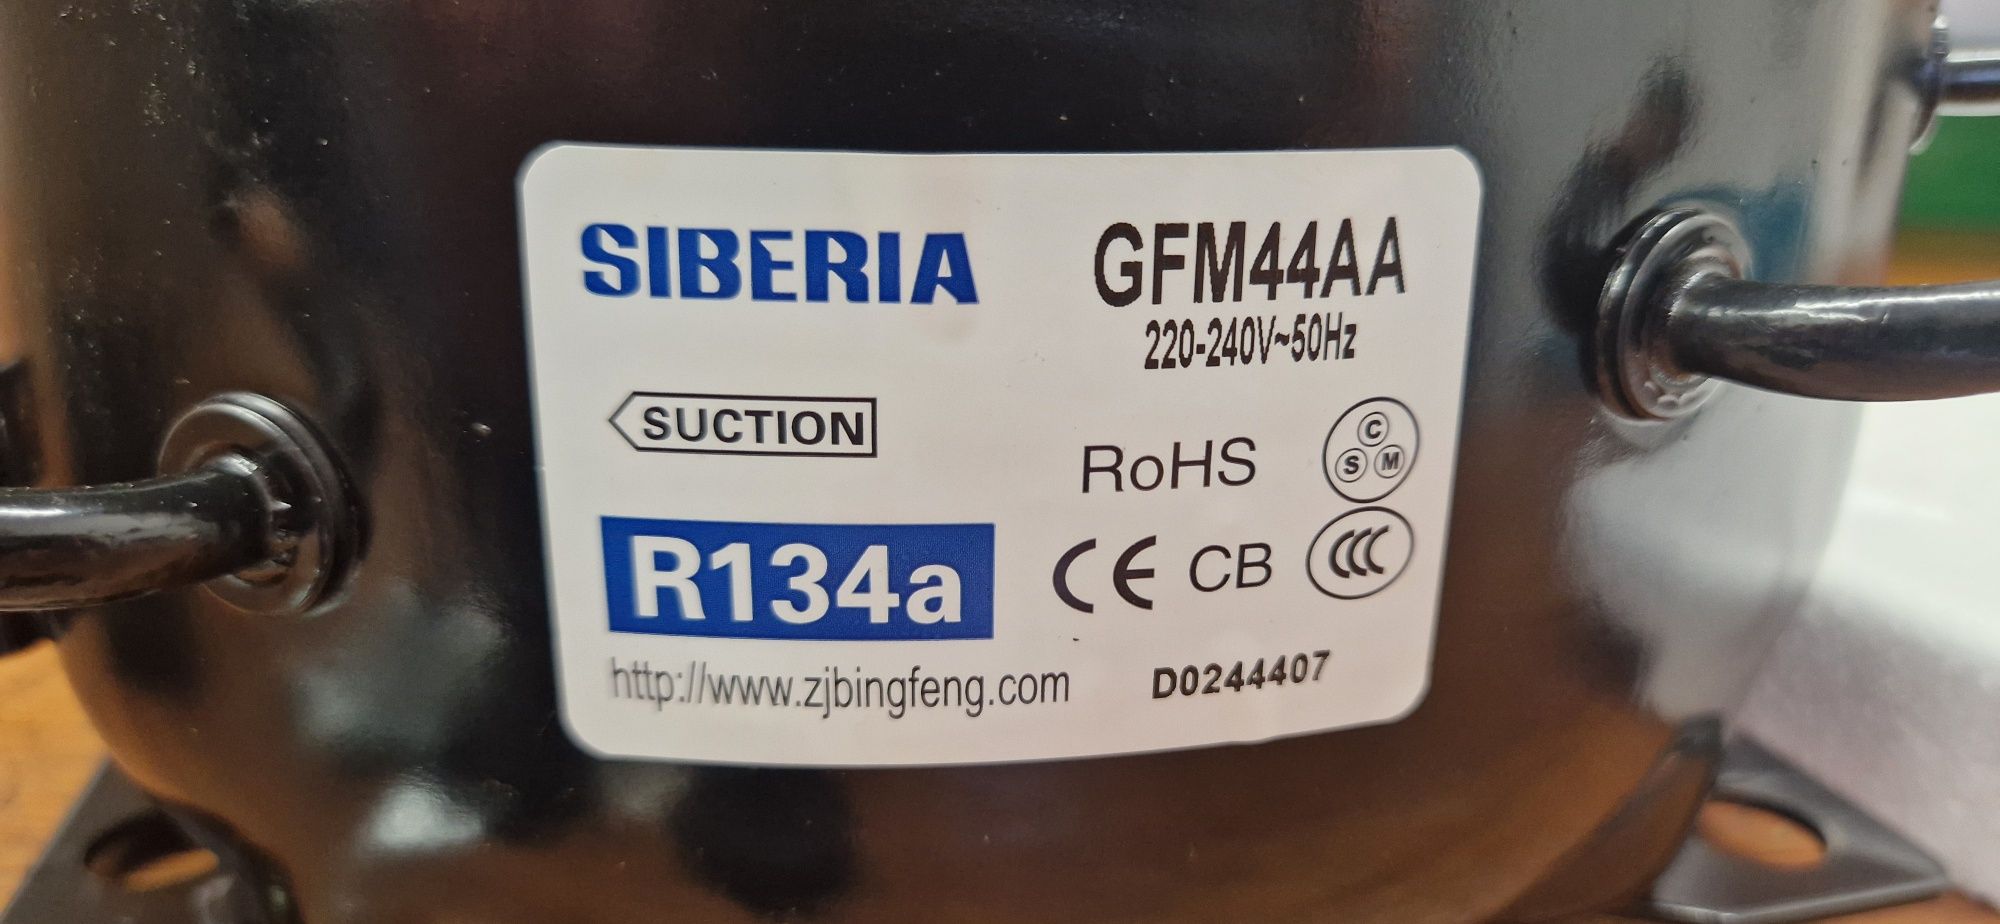 SIBERIA
GFM44AA
220-240V~50Hz
SUCTION
RoHS
C
S M
R134a
CE CB CCC
http://www.zjbingfeng.com
D0244407